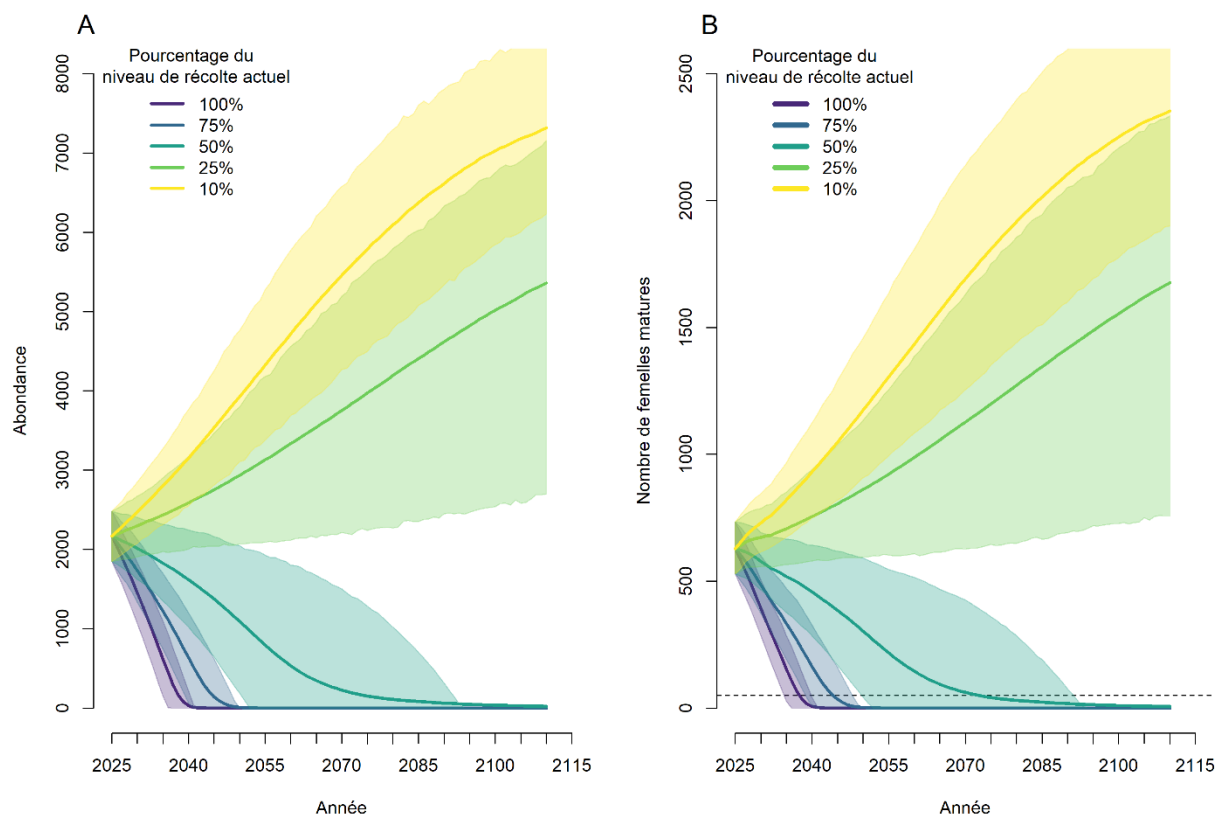 A
Pourcentage du
niveau de récolte actuel
100%
75%
50%
25%
10%
Abondance
8000
7000
6000
5000
4000
3000
2000
1000
0
2025 2040 2055 2070 2085 2100 2115
Année
B
Pourcentage du
niveau de récolte actuel
100%
75%
50%
25%
10%
Nombre de femelles matures
2500
2000
1500
1000
500
0
2025 2040 2055 2070 2085 2100 2115
Année